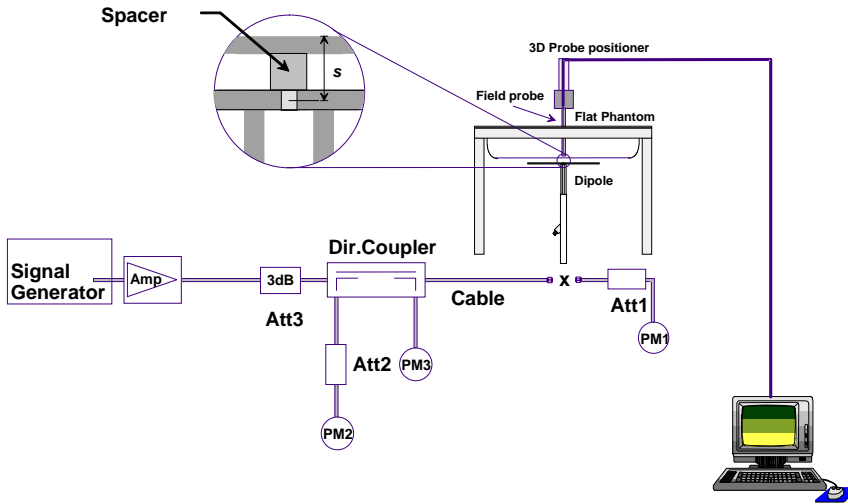 Spacer
s
3D Probe positioner
Field probe
Flat Phantom
Dipole
Signal
Generator
Amp
3dB
Att3
Dir.Coupler
Cable
x
Att1
PM1
Att2
PM3
PM2